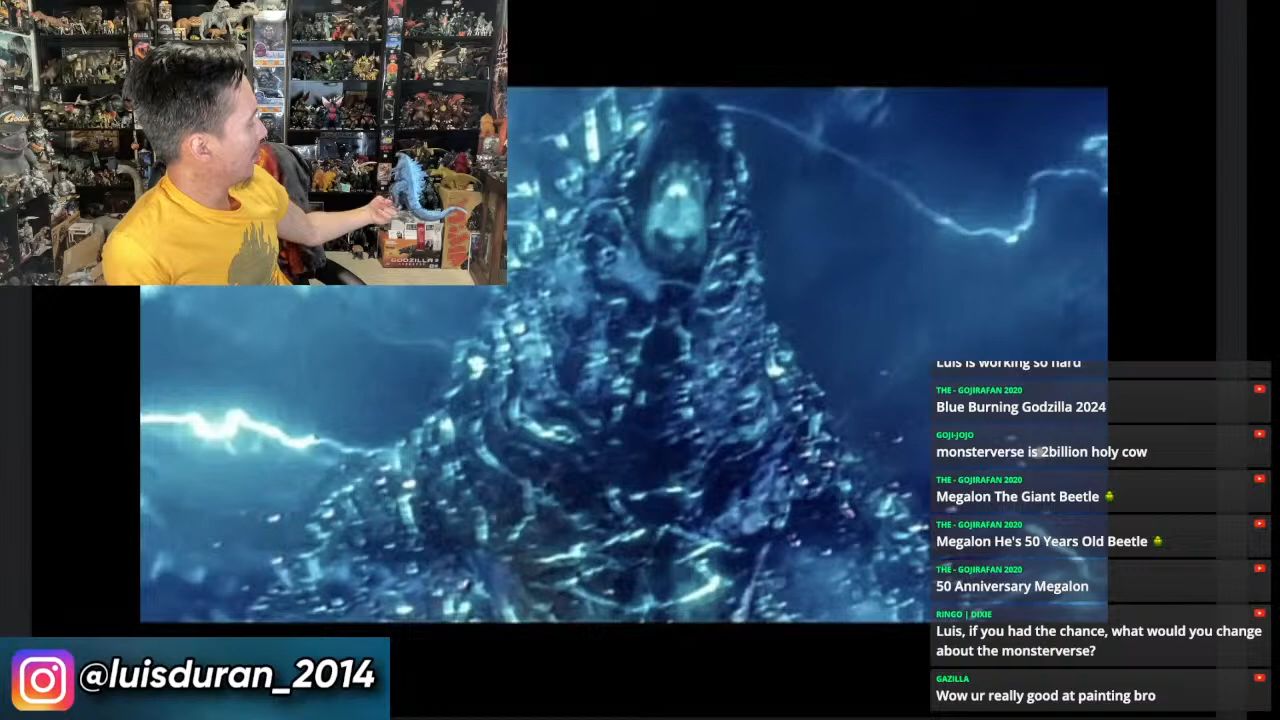 GODZILLA
Luis is working so hard
THE - GOJIRAFAN 2020
Blue Burning Godzilla 2024
GOJI-JOJO
monsterverse is 2billion holy cow
THE - GOJIRAFAN 2020
Megalon The Giant Beetle
THE - GOJIRAFAN 2020
Megalon He's 50 Years Old Beetle
THE - GOJIRAFAN 2020
50 Anniversary Megalon
RINGO | DIXIE
Luis, if you had the chance, what would you change
about the monsterverse?
GAZILLA
Wow ur really good at painting bro
@luisduran_2014